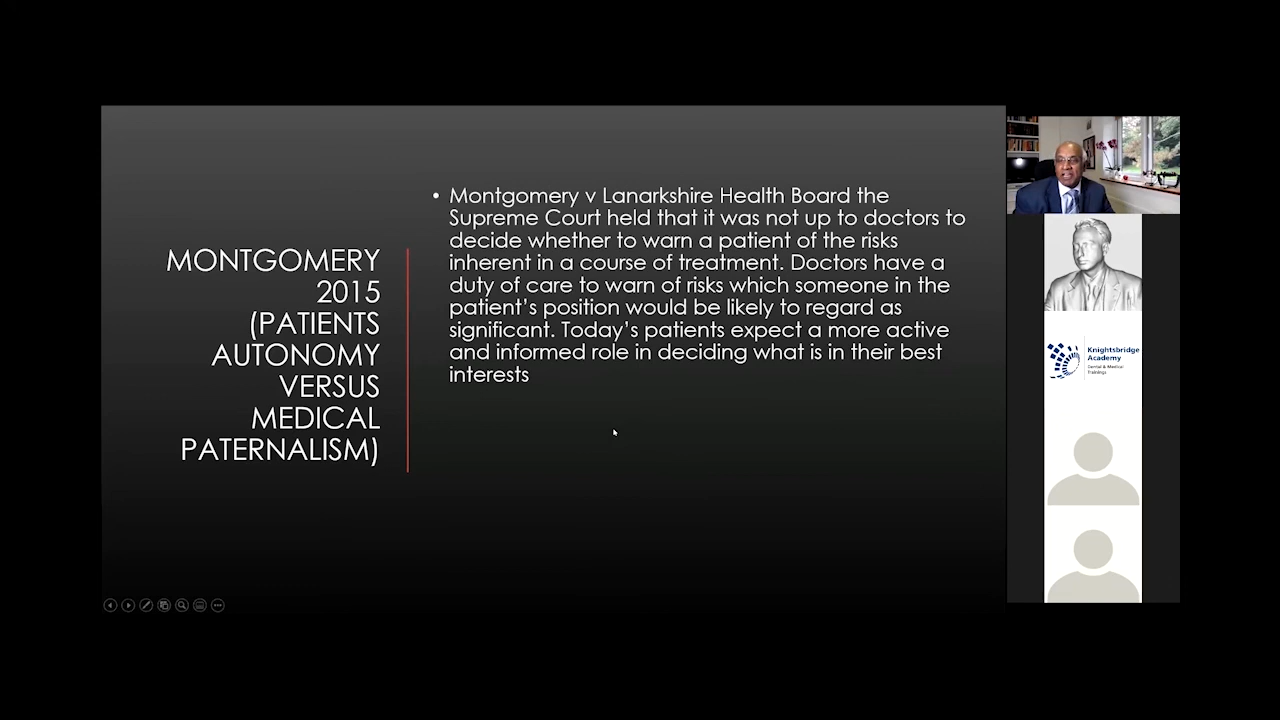 MONTGOMERY
2015
(PATIENTS
AUTONOMY
VERSUS
MEDICAL
PATERNALISM)
• Montgomery v Lanarkshire Health Board the
Supreme Court held that it was not up to doctors to
decide whether to warn a patient of the risks
inherent in a course of treatment. Doctors have a
duty of care to warn of risks which someone in the
patient’s position would be likely to regard as
significant. Today’s patients expect a more active
and informed role in deciding what is in their best
interests
Knightsbridge
Academy
Dental & Medical
Trainings